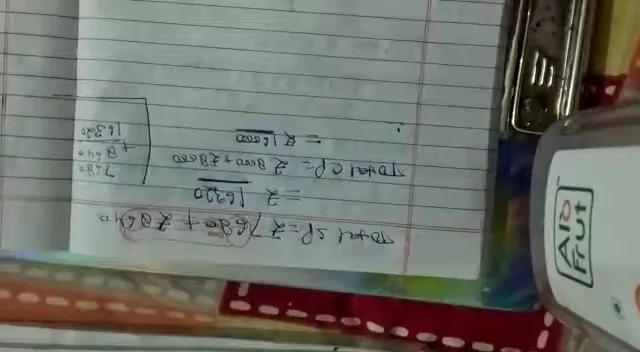 Total SP = ₹ 7680 + ₹ 8640
= ₹ 16320
Total CP = ₹ 8000 + ₹ 8000
= ₹ 16000
7680
+ 8640
16320
Alo
Frut